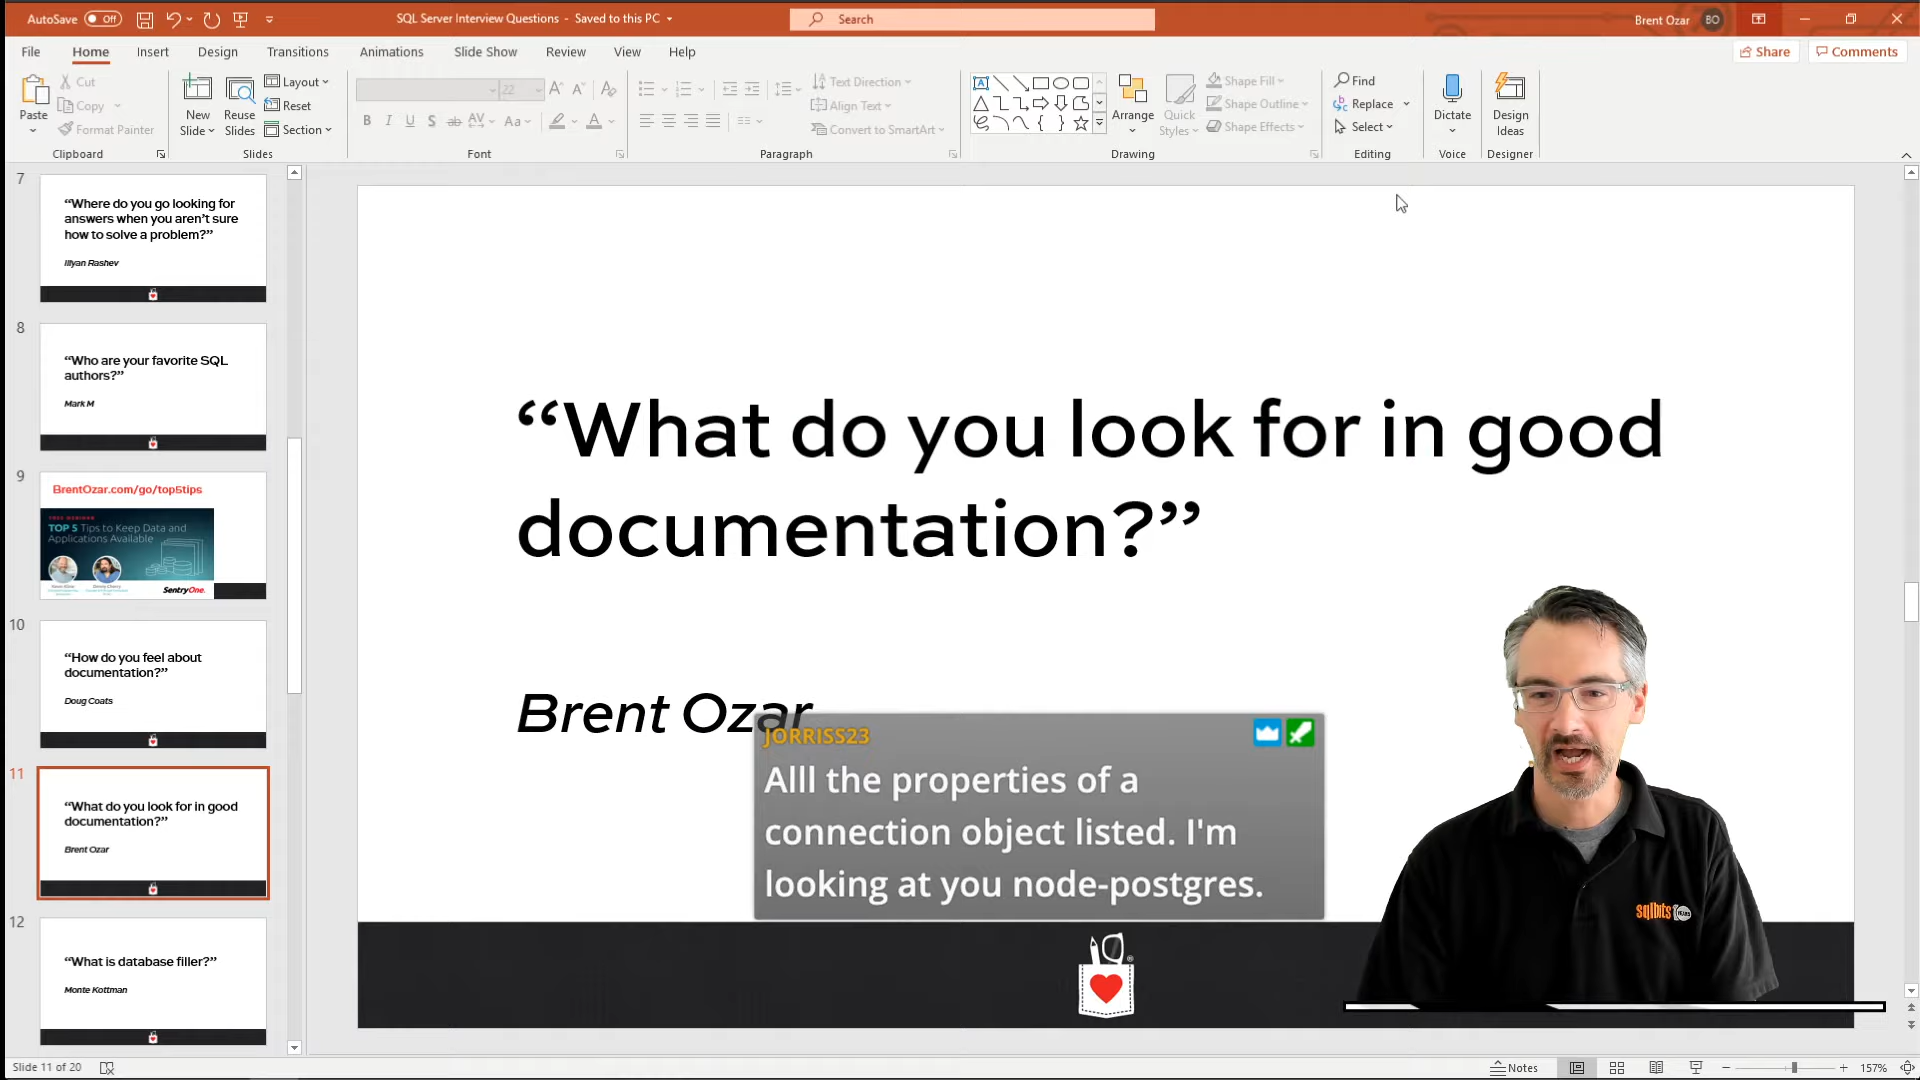 AutoSave Off
SQL Server Interview Questions - Saved to this PC
Search
Brent Ozar BO
File Home Insert Design Transitions Animations Slide Show Review View Help
Share Comments
Paste
Cut
Copy
Format Painter
Clipboard
New Slide
Reuse Slides
Layout
Reset
Section
Slides
22
Font
Text Direction
Align Text
Convert to SmartArt
Paragraph
Arrange
Quick Styles
Shape Fill
Shape Outline
Shape Effects
Drawing
Find
Replace
Select
Editing
Dictate
Voice
Design Ideas
Designer
7
“Where do you go looking for
answers when you aren’t sure
how to solve a problem?”
Illyan Rashev
8
“Who are your favorite SQL
authors?”
Mark M
9
BrentOzar.com/go/top5tips
TOP 5 Tips to Keep Data and
Applications Available
SentryOne.
10
“How do you feel about
documentation?”
Doug Coats
11
“What do you look for in good
documentation?”
Brent Ozar
12
“What is database filler?”
Monte Kottman
“What do you look for in good
documentation?”
Brent Ozar
JORRISS23
Alll the properties of a
connection object listed. I'm
looking at you node-postgres.
sqlbits
Slide 11 of 20
Notes
157%